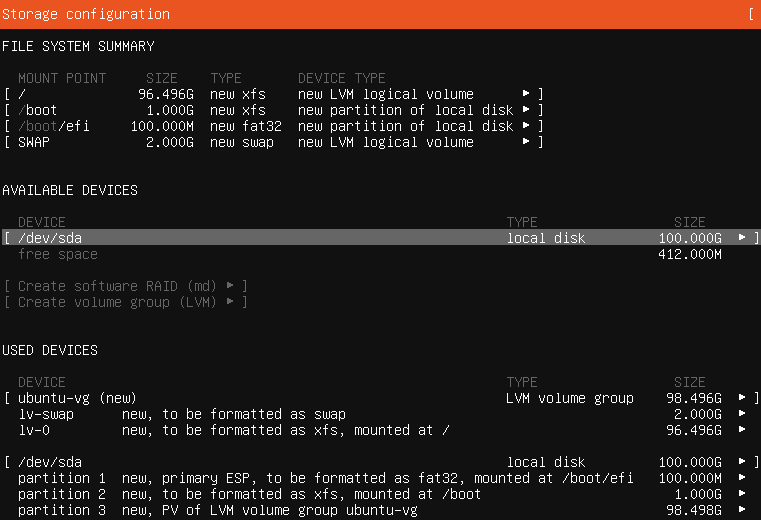 Storage configuration [
FILE SYSTEM SUMMARY
MOUNT POINT SIZE TYPE DEVICE TYPE
[ / 96.496G new xfs new LVM logical volume ▸ ]
[ /boot 1.000G new xfs new partition of local disk ▸ ]
[ /boot/efi 100.000M new fat32 new partition of local disk ▸ ]
[ SWAP 2.000G new swap new LVM logical volume ▸ ]
AVAILABLE DEVICES
DEVICE TYPE SIZE
[ /dev/sda local disk 100.000G ▸ ]
free space 412.000M
[ Create software RAID (md) ▸ ]
[ Create volume group (LVM) ▸ ]
USED DEVICES
DEVICE TYPE SIZE
[ ubuntu-vg (new) LVM volume group 98.496G ▸ ]
lv-swap new, to be formatted as swap 2.000G ▸
lv-0 new, to be formatted as xfs, mounted at / 96.496G ▸
[ /dev/sda local disk 100.000G ▸ ]
partition 1 new, primary ESP, to be formatted as fat32, mounted at /boot/efi 100.000M ▸
partition 2 new, to be formatted as xfs, mounted at /boot 1.000G ▸
partition 3 new, PV of LVM volume group ubuntu-vg 98.498G ▸